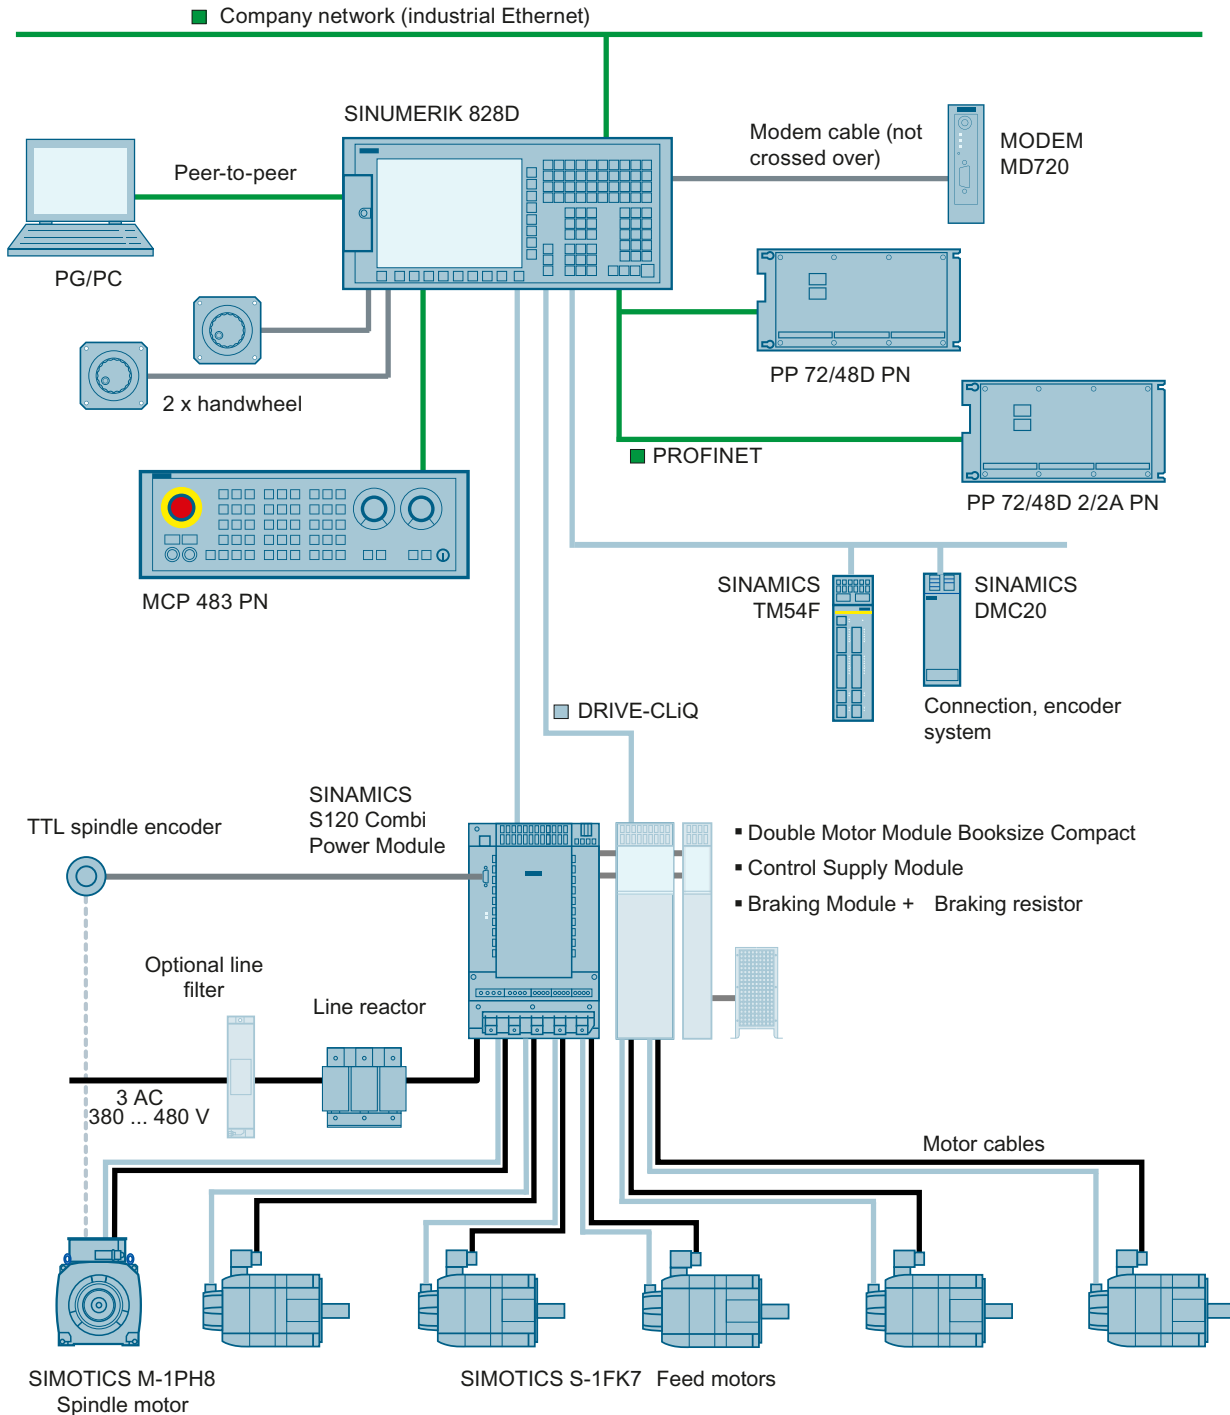 Company network (industrial Ethernet)
SINUMERIK 828D
Modem cable (not
crossed over)
MODEM
MD720
Peer-to-peer
PG/PC
2 x handwheel
PP 72/48D PN
PROFINET
PP 72/48D 2/2A PN
MCP 483 PN
SINAMICS
TM54F
SINAMICS
DMC20
Connection, encoder
system
DRIVE-CLiQ
SINAMICS
S120 Combi
Power Module
TTL spindle encoder
▪ Double Motor Module Booksize Compact
▪ Control Supply Module
▪ Braking Module + Braking resistor
Optional line
filter
Line reactor
3 AC
380 ... 480 V
Motor cables
SIMOTICS M-1PH8
Spindle motor
SIMOTICS S-1FK7 Feed motors